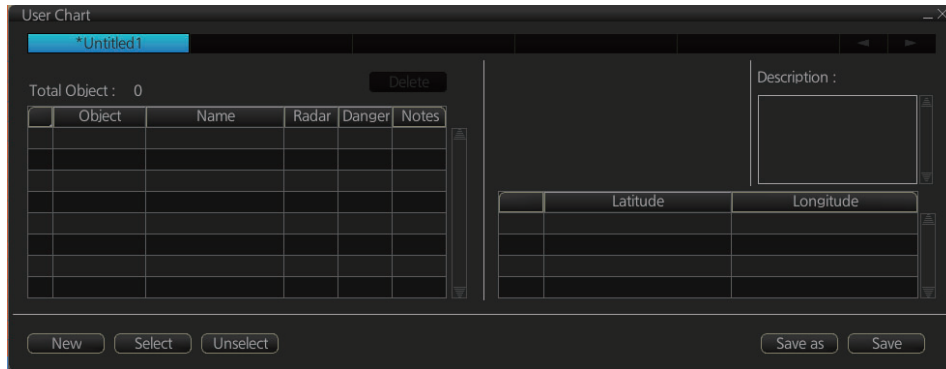 User Chart
*Untitled1
Total Object : 0
Delete
Description :
Object Name Radar Danger Notes
Latitude Longitude
New Select Unselect Save as Save